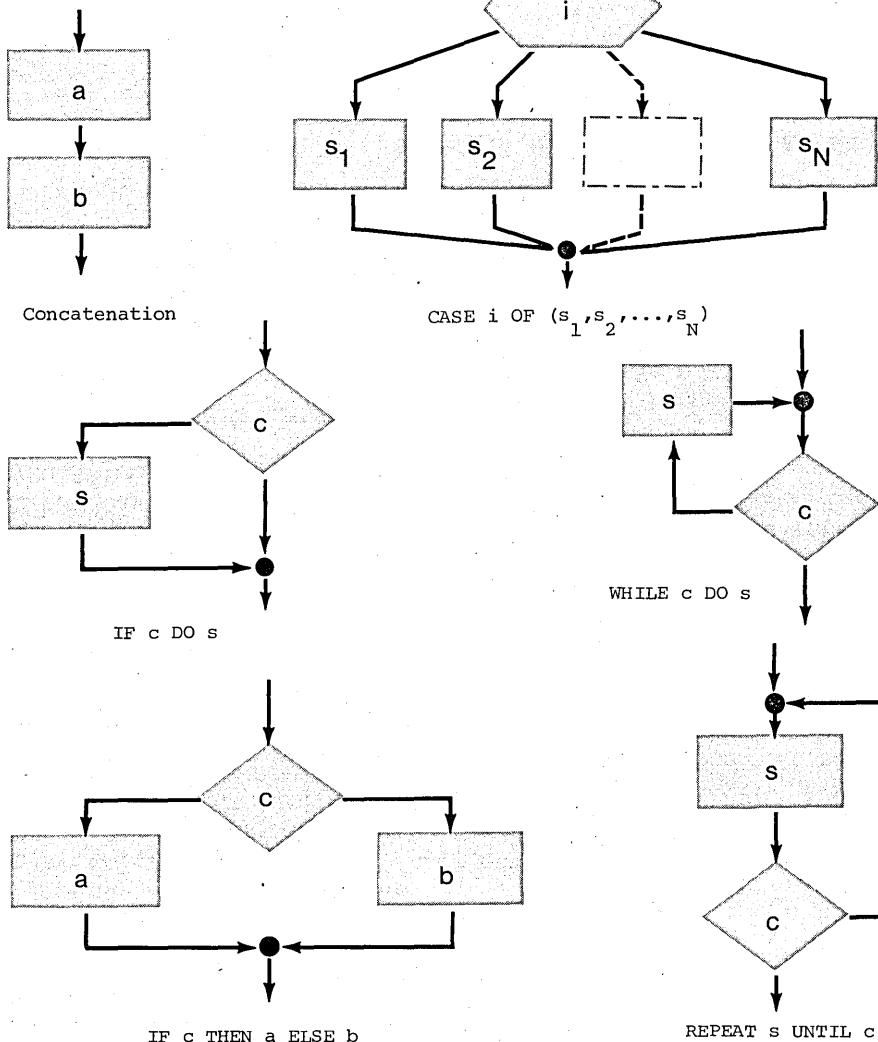 a
b
Concatenation
i
s1 s2 sN
CASE i OF (s1,s2,...,sN)
c
s
IF c DO s
s
c
WHILE c DO s
c
a b
IF c THEN a ELSE b
s
c
REPEAT s UNTIL c